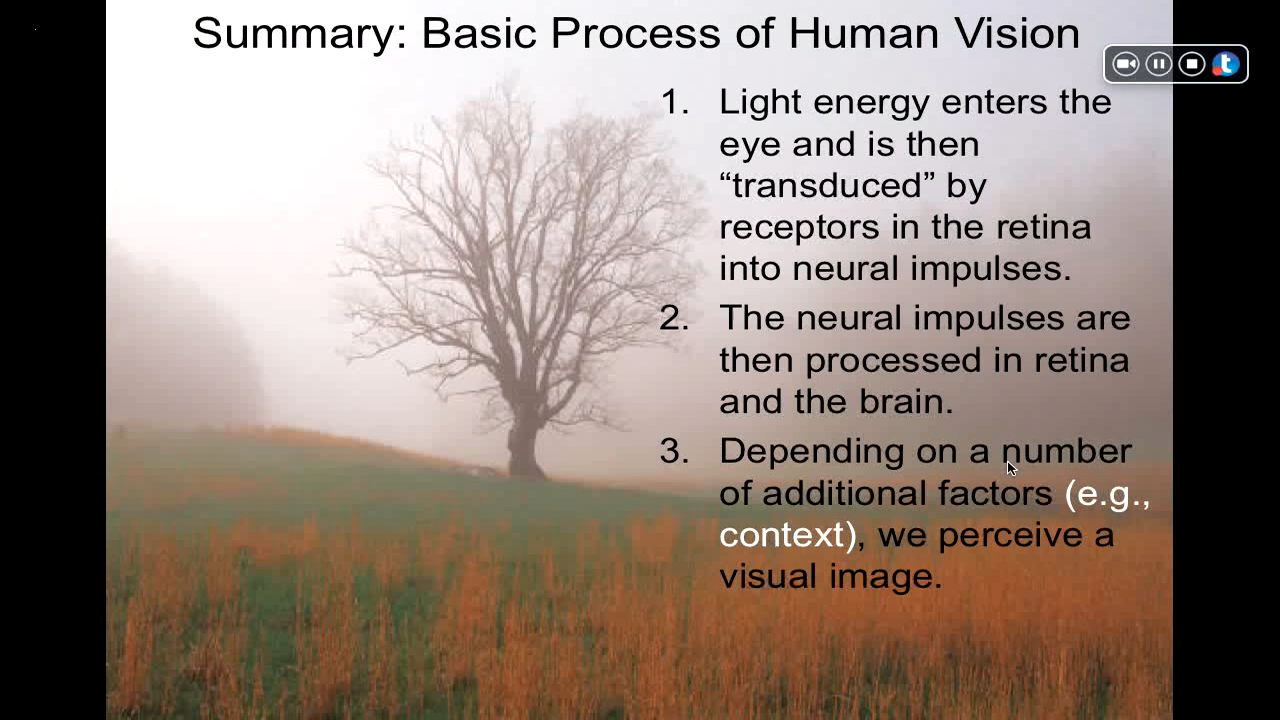 Summary: Basic Process of Human Vision
1. Light energy enters the
eye and is then
“transduced” by
receptors in the retina
into neural impulses.
2. The neural impulses are
then processed in retina
and the brain.
3. Depending on a number
of additional factors (e.g.,
context), we perceive a
visual image.
t